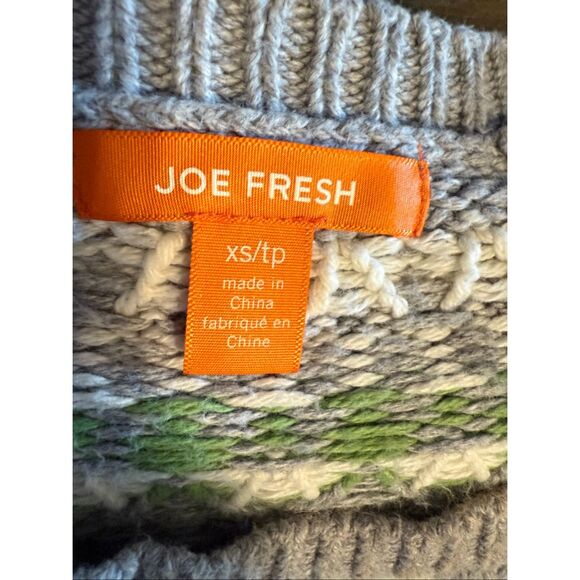 JOE FRESH
xs/tp
made in
China
fabriqué en
Chine